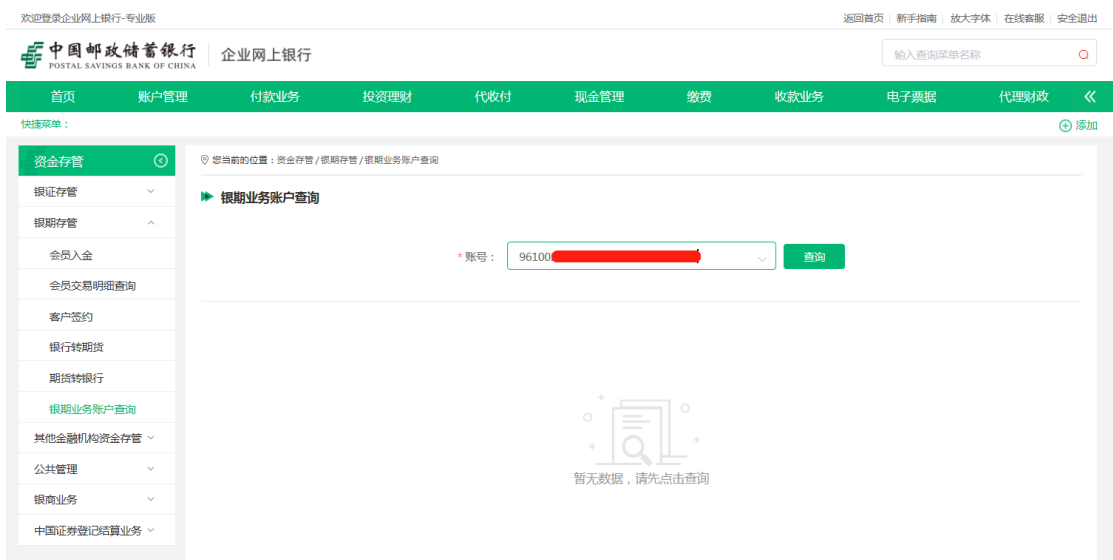 欢迎登录企业网上银行-专业版
返回首页 新手指南 放大字体 在线客服 安全退出
中国邮政储蓄银行 企业网上银行
POSTAL SAVINGS BANK OF CHINA
输入查询菜单名称
首页 账户管理 付款业务 投资理财 代收付 现金管理 缴费 收款业务 电子票据 代理财政
快捷菜单：
添加
资金存管
银证存管
银期存管
会员入金
会员交易明细查询
客户签约
银行转期货
期货转银行
银期业务账户查询
其他金融机构资金存管
公共管理
银商业务
中国证券登记结算业务
您当前的位置：资金存管/银期存管/银期业务账户查询
银期业务账户查询
*账号： 96100 查询
暂无数据，请先点击查询